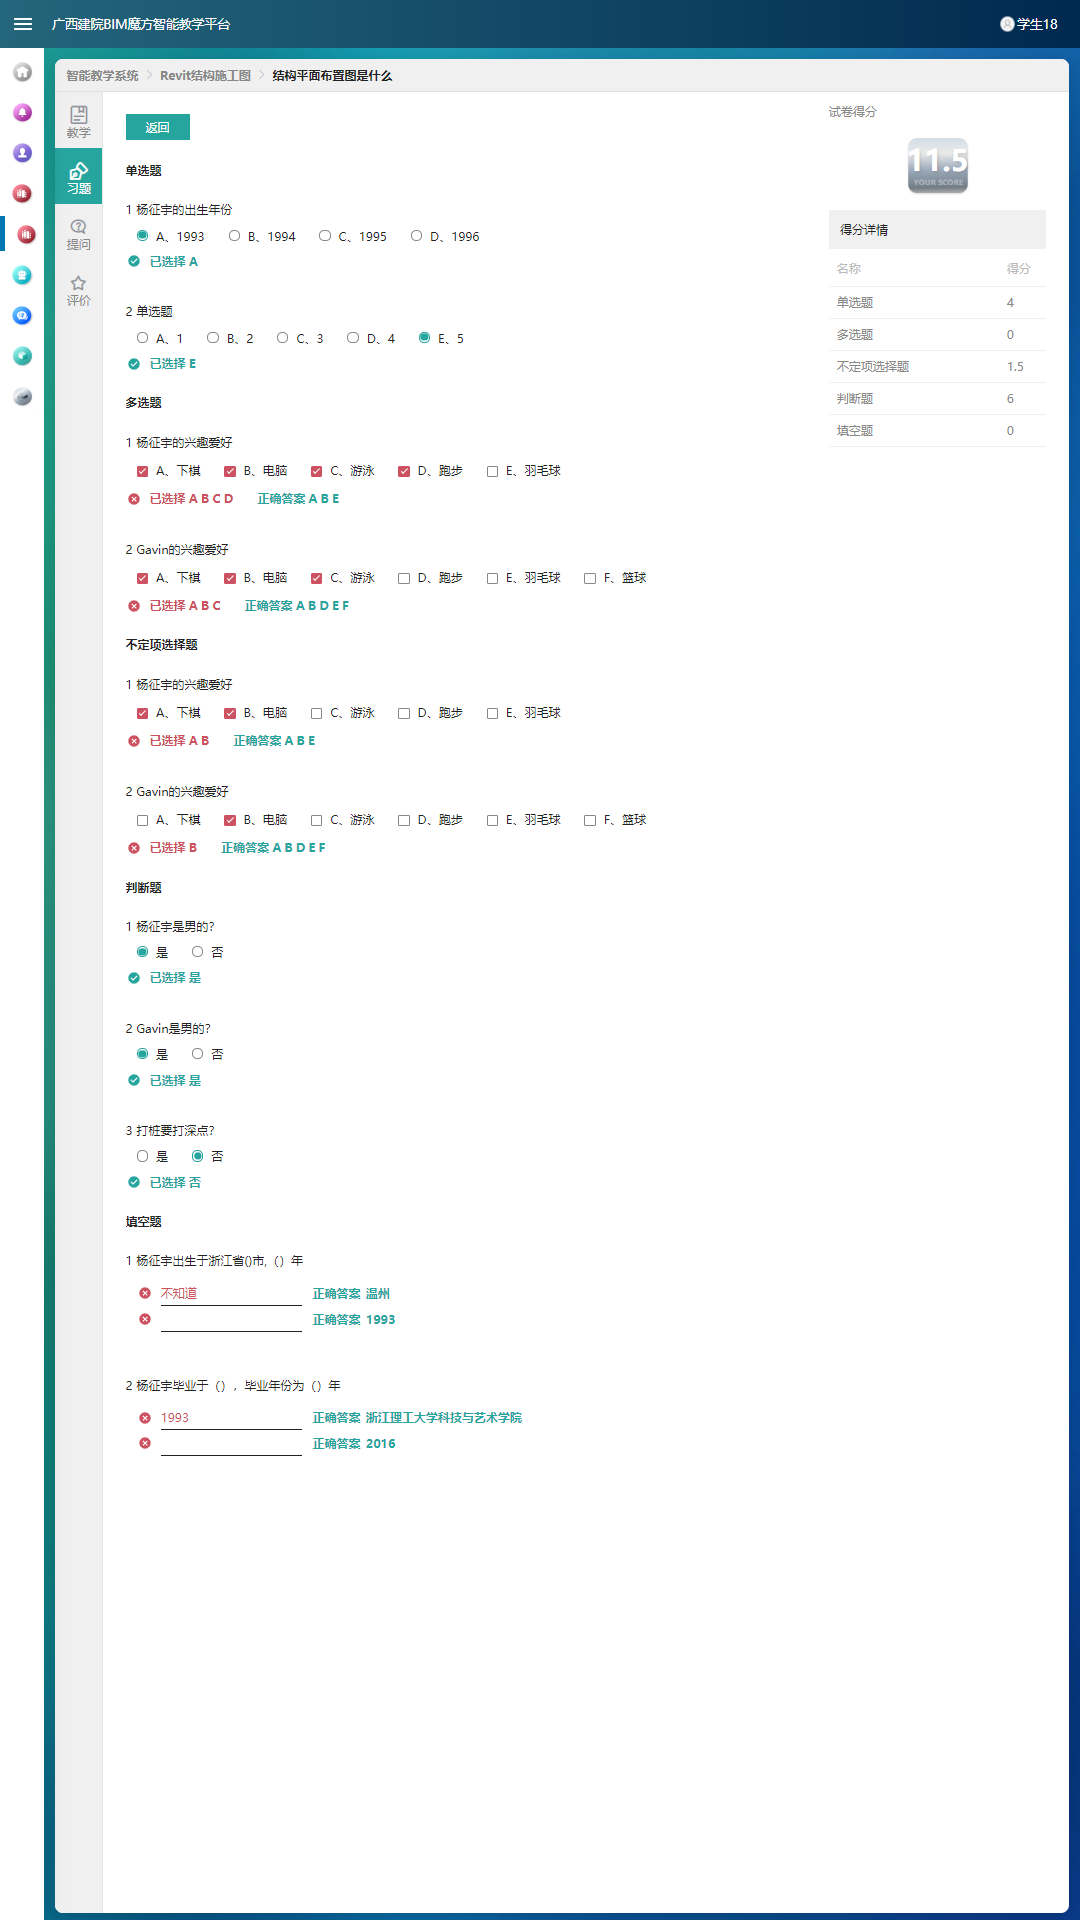 广西建院BIM魔方智能教学平台
学生18
智能教学系统 > Revit结构施工图 > 结构平面布置图是什么
教学
习题
提问
评价
返回
单选题
1 杨征宇的出生年份
A、1993 B、1994 C、1995 D、1996
已选择 A
2 单选题
A、1 B、2 C、3 D、4 E、5
已选择 E
多选题
1 杨征宇的兴趣爱好
A、下棋 B、电脑 C、游泳 D、跑步 E、羽毛球
已选择 A B C D 正确答案 A B E
2 Gavin的兴趣爱好
A、下棋 B、电脑 C、游泳 D、跑步 E、羽毛球 F、篮球
已选择 A B C 正确答案 A B D E F
不定项选择题
1 杨征宇的兴趣爱好
A、下棋 B、电脑 C、游泳 D、跑步 E、羽毛球
已选择 A B 正确答案 A B E
2 Gavin的兴趣爱好
A、下棋 B、电脑 C、游泳 D、跑步 E、羽毛球 F、篮球
已选择 B 正确答案 A B D E F
判断题
1 杨征宇是男的?
是 否
已选择 是
2 Gavin是男的?
是 否
已选择 是
3 打桩要打深点?
是 否
已选择 否
填空题
1 杨征宇出生于浙江省()市,（）年
不知道 正确答案 温州
正确答案 1993
2 杨征宇毕业于（），毕业年份为（）年
1993 正确答案 浙江理工大学科技与艺术学院
正确答案 2016
试卷得分
11.5
YOUR SCORE
得分详情
名称 得分
单选题 4
多选题 0
不定项选择题 1.5
判断题 6
填空题 0